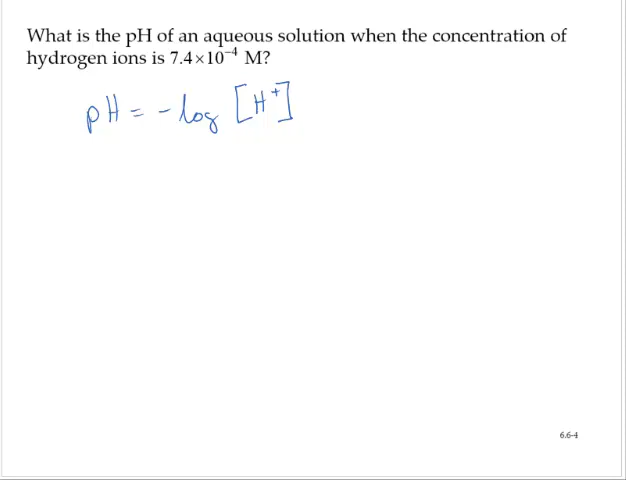 What is the pH of an aqueous solution when the concentration of
hydrogen ions is 7.4×10⁻⁴ M?
pH = - log [H⁺]
6.6-4